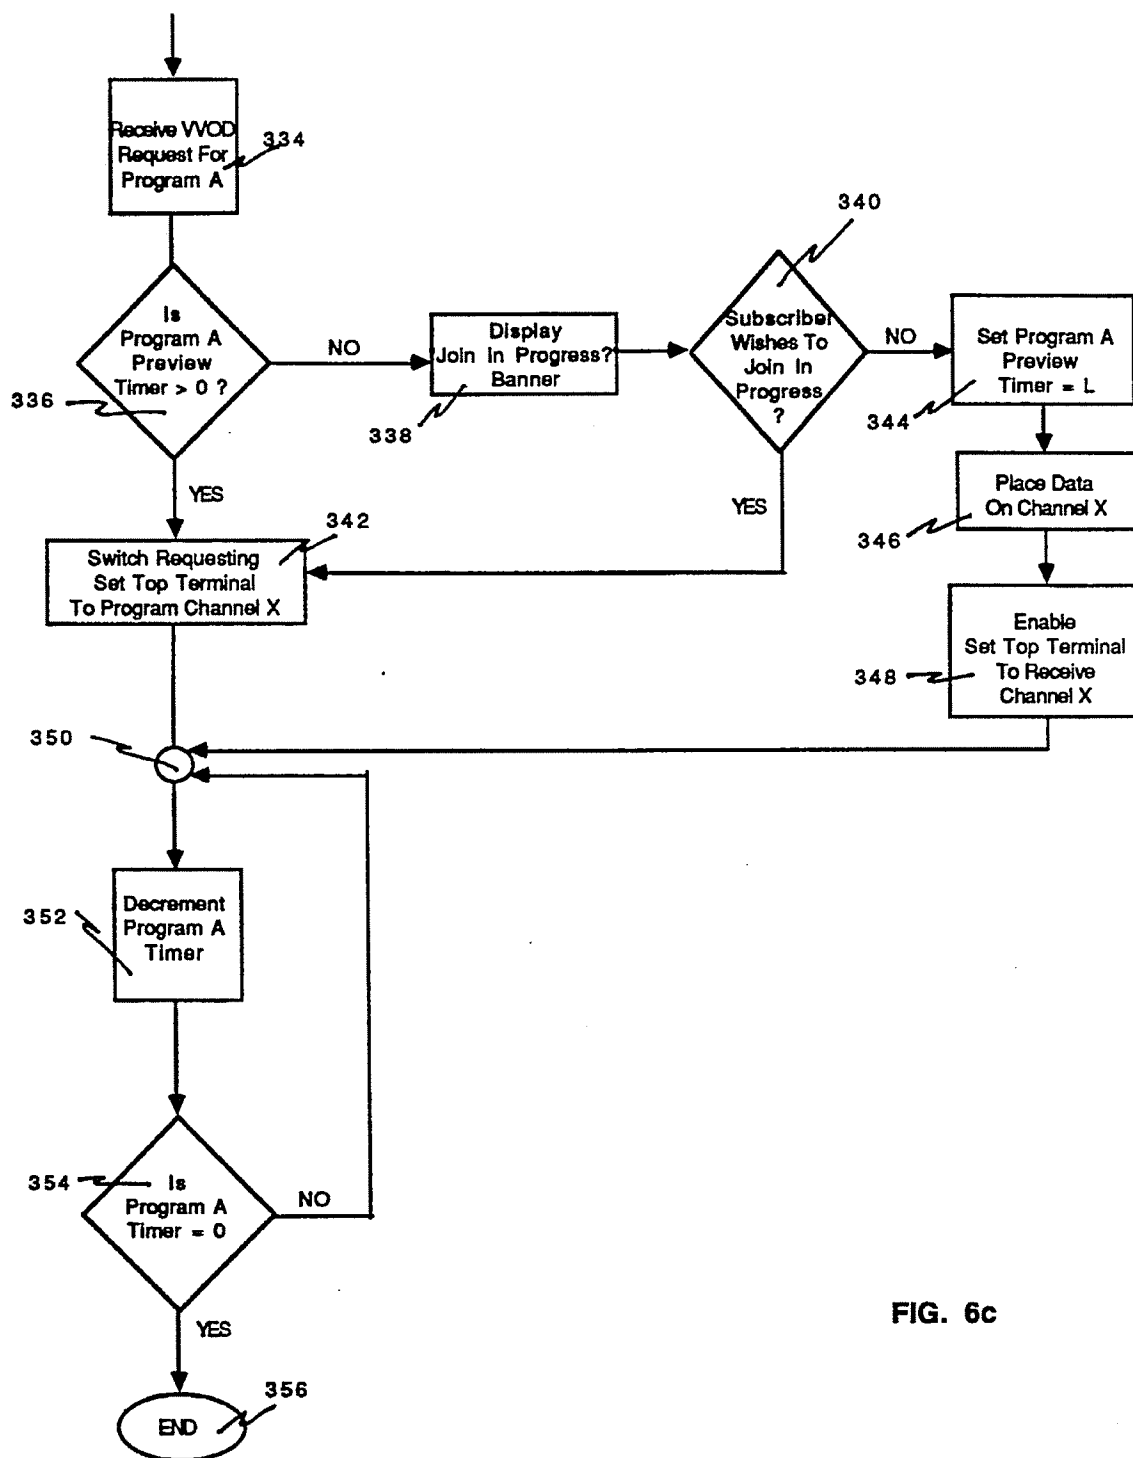 Receive VVOD
Request For
Program A
334
Is
Program A
Preview
Timer > 0 ?
336
NO
YES
Display
Join In Progress?
Banner
338
340
Subscriber
Wishes To
Join In
Progress
?
NO
YES
Set Program A
Preview
Timer = L
344
Place Data
On Channel X
346
Enable
Set Top Terminal
To Receive
Channel X
348
342
Switch Requesting
Set Top Terminal
To Program Channel X
350
Decrement
Program A
Timer
352
354
Is
Program A
Timer = 0
NO
YES
356
END
FIG. 6c